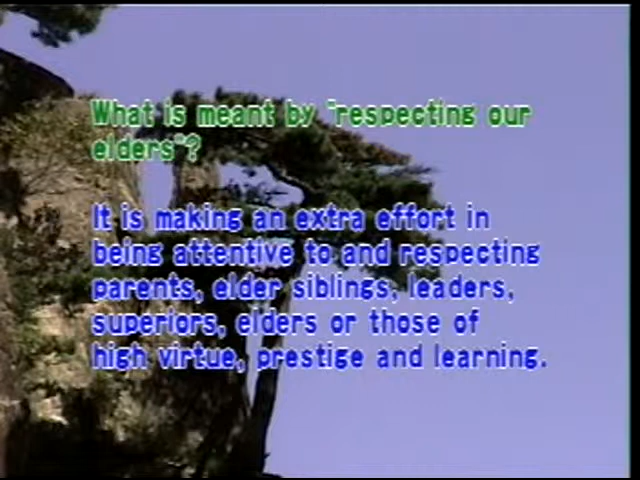 What is meant by "respecting our
elders"?
It is making an extra effort in
being attentive to and respecting
parents, elder siblings, leaders,
superiors, elders or those of
high virtue, prestige and learning.